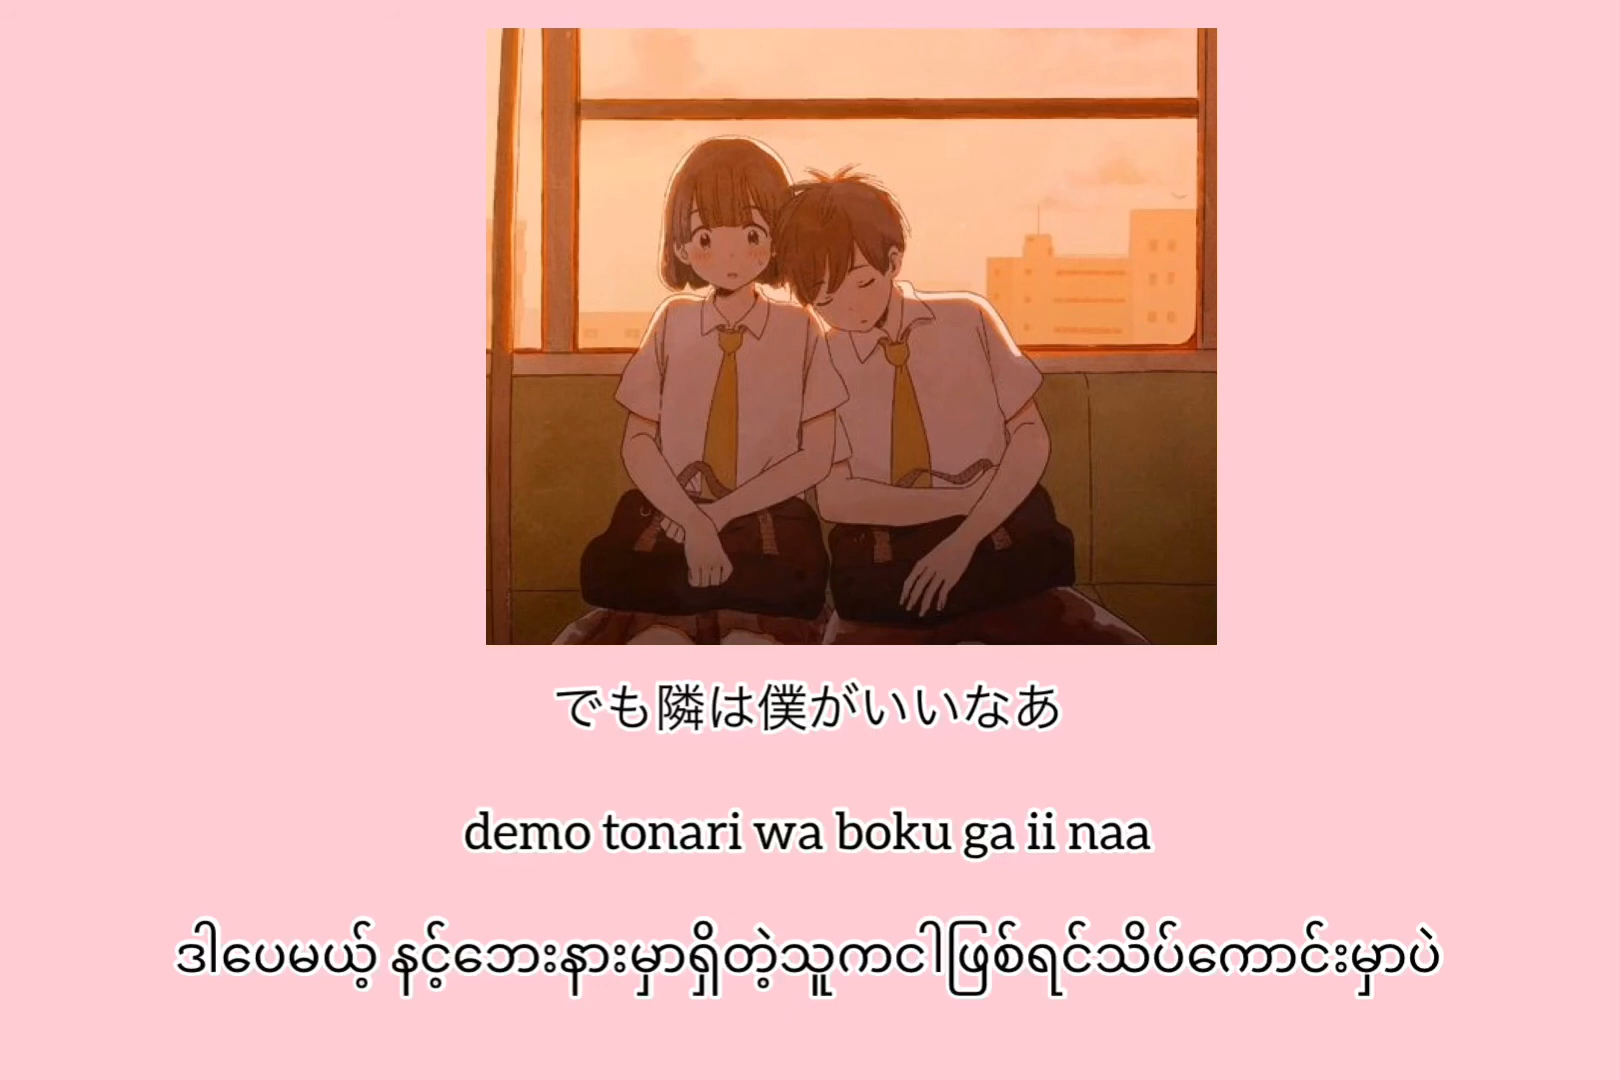 でも隣は僕がいいなあ
demo tonari wa boku ga ii naa
ဒါပေမယ့် နင့်ဘေးနားမှာရှိတဲ့သူကငါဖြစ်ရင်သိပ်ကောင်းမှာပဲ